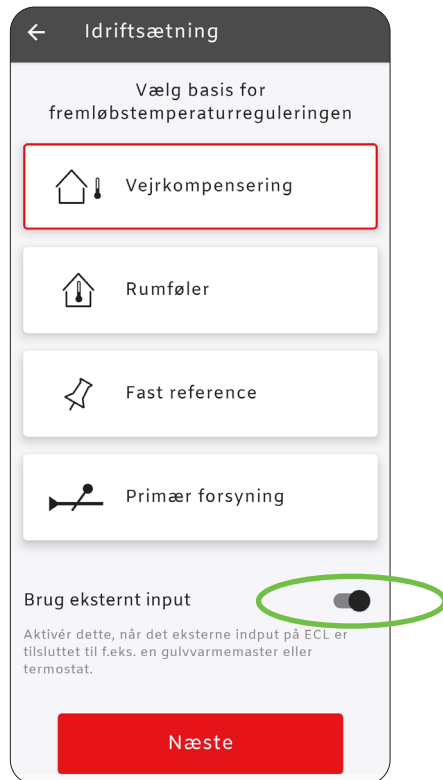 Idriftsætning
Vælg basis for
fremløbstemperaturreguleringen
Vejrkompensering
Rumføler
Fast reference
Primær forsyning
Brug eksternt input
Aktivér dette, når det eksterne indput på ECL er
tilsluttet til f.eks. en gulvvarmemaster eller
termostat.
Næste